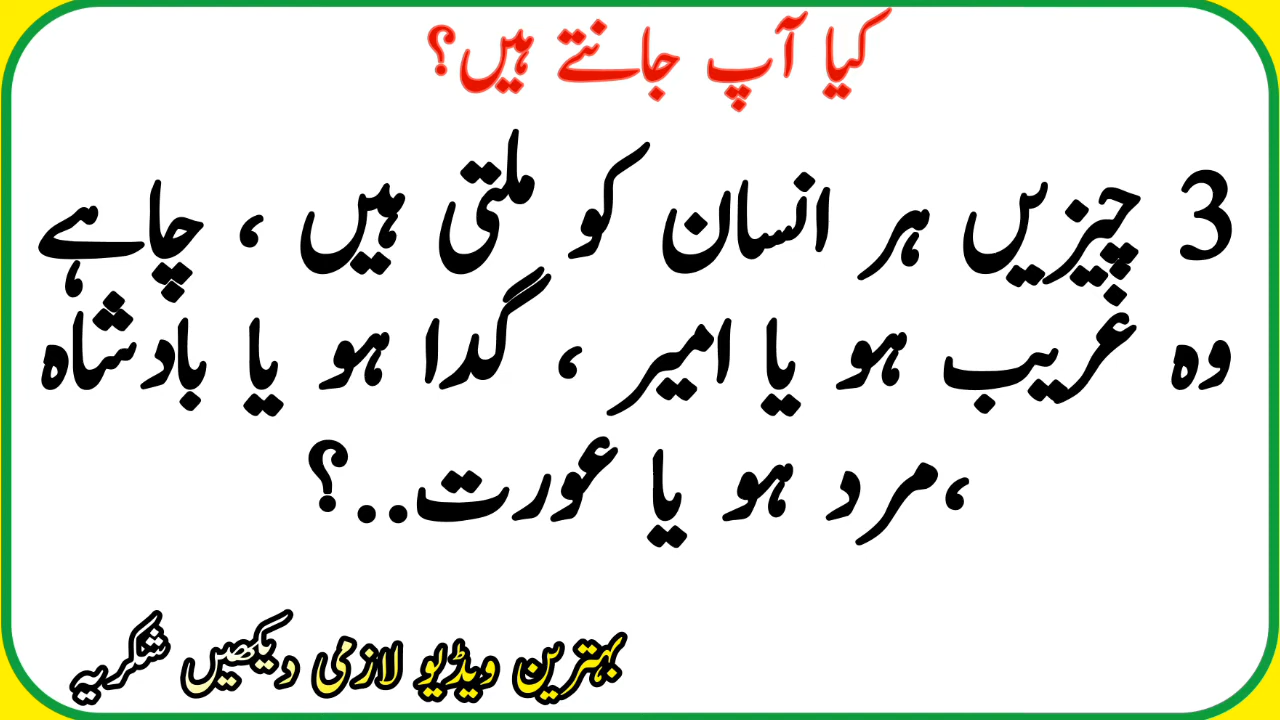 کیا آپ جانتے ہیں؟
3 چیزیں ہر انسان کو ملتی ہیں ، چاہے
وہ غریب ہو یا امیر ، گدا ہو یا بادشاہ
،مرد ہو یا عورت..؟
بہترین ویڈیو لازمی دیکھیں شکریہ